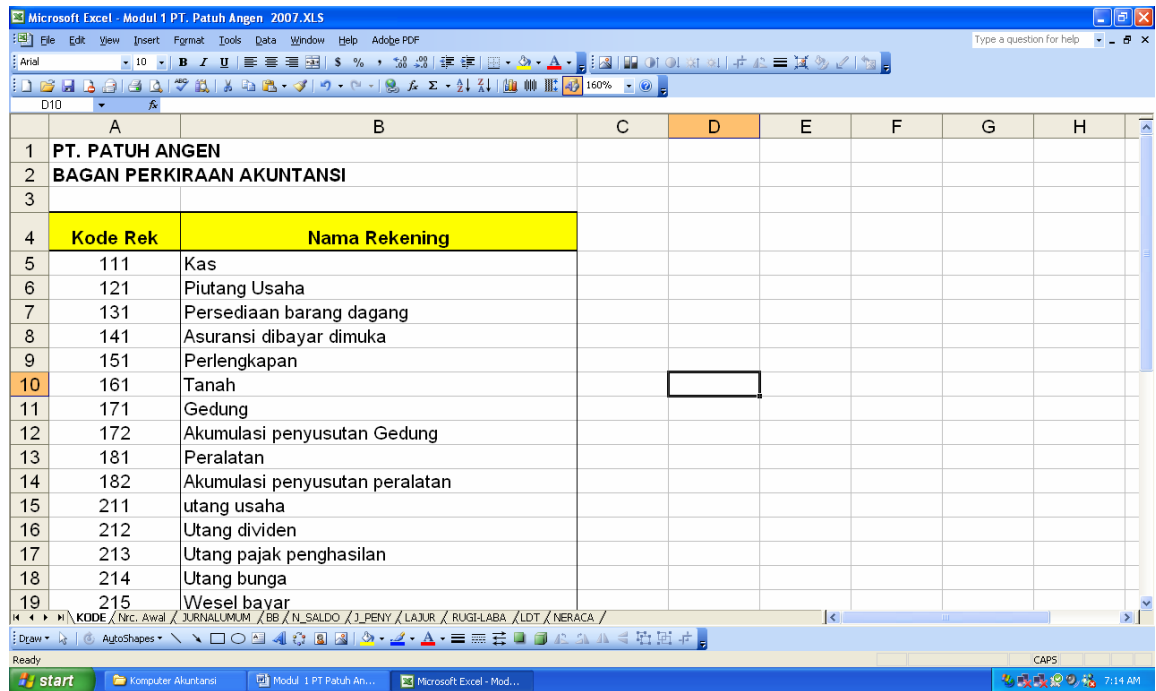 Microsoft Excel - Modul 1 PT. Patuh Angen 2007.XLS
File Edit View Insert Format Tools Data Window Help Adobe PDF Type a question for help
Arial 10 B I U $ % ,
160%
D10 fx
A B C D E F G H
1 PT. PATUH ANGEN
2 BAGAN PERKIRAAN AKUNTANSI
3
4 Kode Rek Nama Rekening
5 111 Kas
6 121 Piutang Usaha
7 131 Persediaan barang dagang
8 141 Asuransi dibayar dimuka
9 151 Perlengkapan
10 161 Tanah
11 171 Gedung
12 172 Akumulasi penyusutan Gedung
13 181 Peralatan
14 182 Akumulasi penyusutan peralatan
15 211 utang usaha
16 212 Utang dividen
17 213 Utang pajak penghasilan
18 214 Utang bunga
19 215 Wesel bayar
KODE / Nrc. Awal / JURNALUMUM / BB / N_SALDO / J_PENY / LAJUR / RUGI-LABA / LDT / NERACA /
Draw AutoShapes
Ready CAPS
start Komputer Akuntansi Modul 1 PT Patuh An... Microsoft Excel - Mod... 7:14 AM